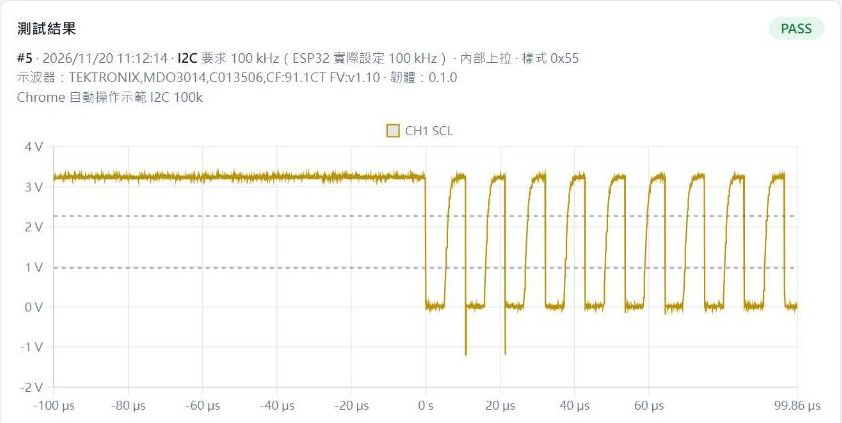 測試結果
PASS
#5 · 2026/11/20 11:12:14 · I2C 要求 100 kHz（ESP32 實際設定 100 kHz）· 內部上拉 · 樣式 0x55
示波器：TEKTRONIX,MDO3014,C013506,CF:91.1CT FV:v1.10 · 韌體：0.1.0
Chrome 自動操作示範 I2C 100k
CH1 SCL
4 V
3 V
2 V
1 V
0 V
-1 V
-2 V
-100 µs -80 µs -60 µs -40 µs -20 µs 0 s 20 µs 40 µs 60 µs 99.86 µs